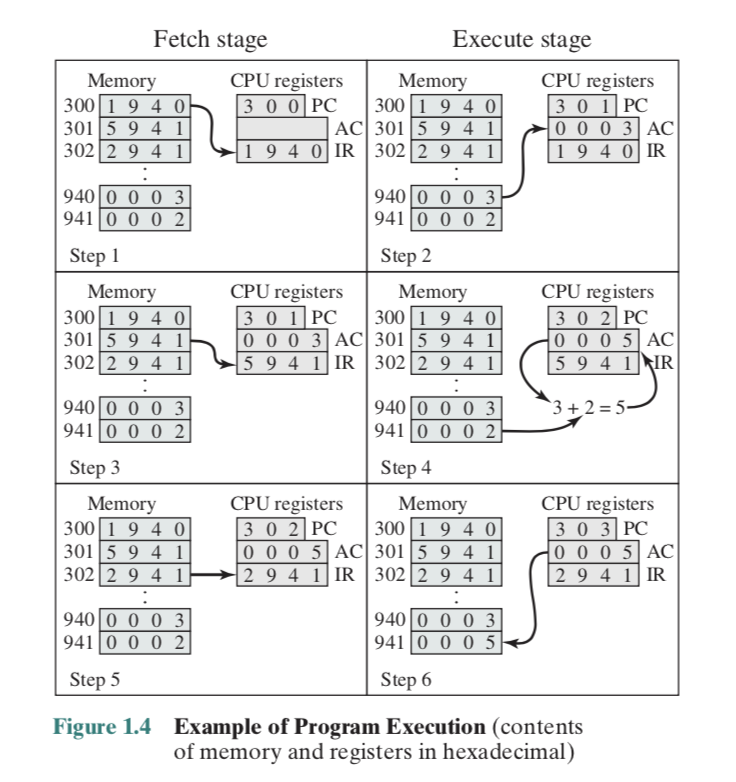 Fetch stage Execute stage
Memory CPU registers Memory CPU registers
300 1 9 4 0 3 0 0 PC 300 1 9 4 0 3 0 1 PC
301 5 9 4 1 AC 301 5 9 4 1 0 0 0 3 AC
302 2 9 4 1 1 9 4 0 IR 302 2 9 4 1 1 9 4 0 IR
940 0 0 0 3 940 0 0 0 3
941 0 0 0 2 941 0 0 0 2
Step 1 Step 2
Memory CPU registers Memory CPU registers
300 1 9 4 0 3 0 1 PC 300 1 9 4 0 3 0 2 PC
301 5 9 4 1 0 0 0 3 AC 301 5 9 4 1 0 0 0 5 AC
302 2 9 4 1 5 9 4 1 IR 302 2 9 4 1 5 9 4 1 IR
940 0 0 0 3 940 0 0 0 3 3 + 2 = 5
941 0 0 0 2 941 0 0 0 2
Step 3 Step 4
Memory CPU registers Memory CPU registers
300 1 9 4 0 3 0 2 PC 300 1 9 4 0 3 0 3 PC
301 5 9 4 1 0 0 0 5 AC 301 5 9 4 1 0 0 0 5 AC
302 2 9 4 1 2 9 4 1 IR 302 2 9 4 1 2 9 4 1 IR
940 0 0 0 3 940 0 0 0 3
941 0 0 0 2 941 0 0 0 5
Step 5 Step 6
Figure 1.4 Example of Program Execution (contents
of memory and registers in hexadecimal)